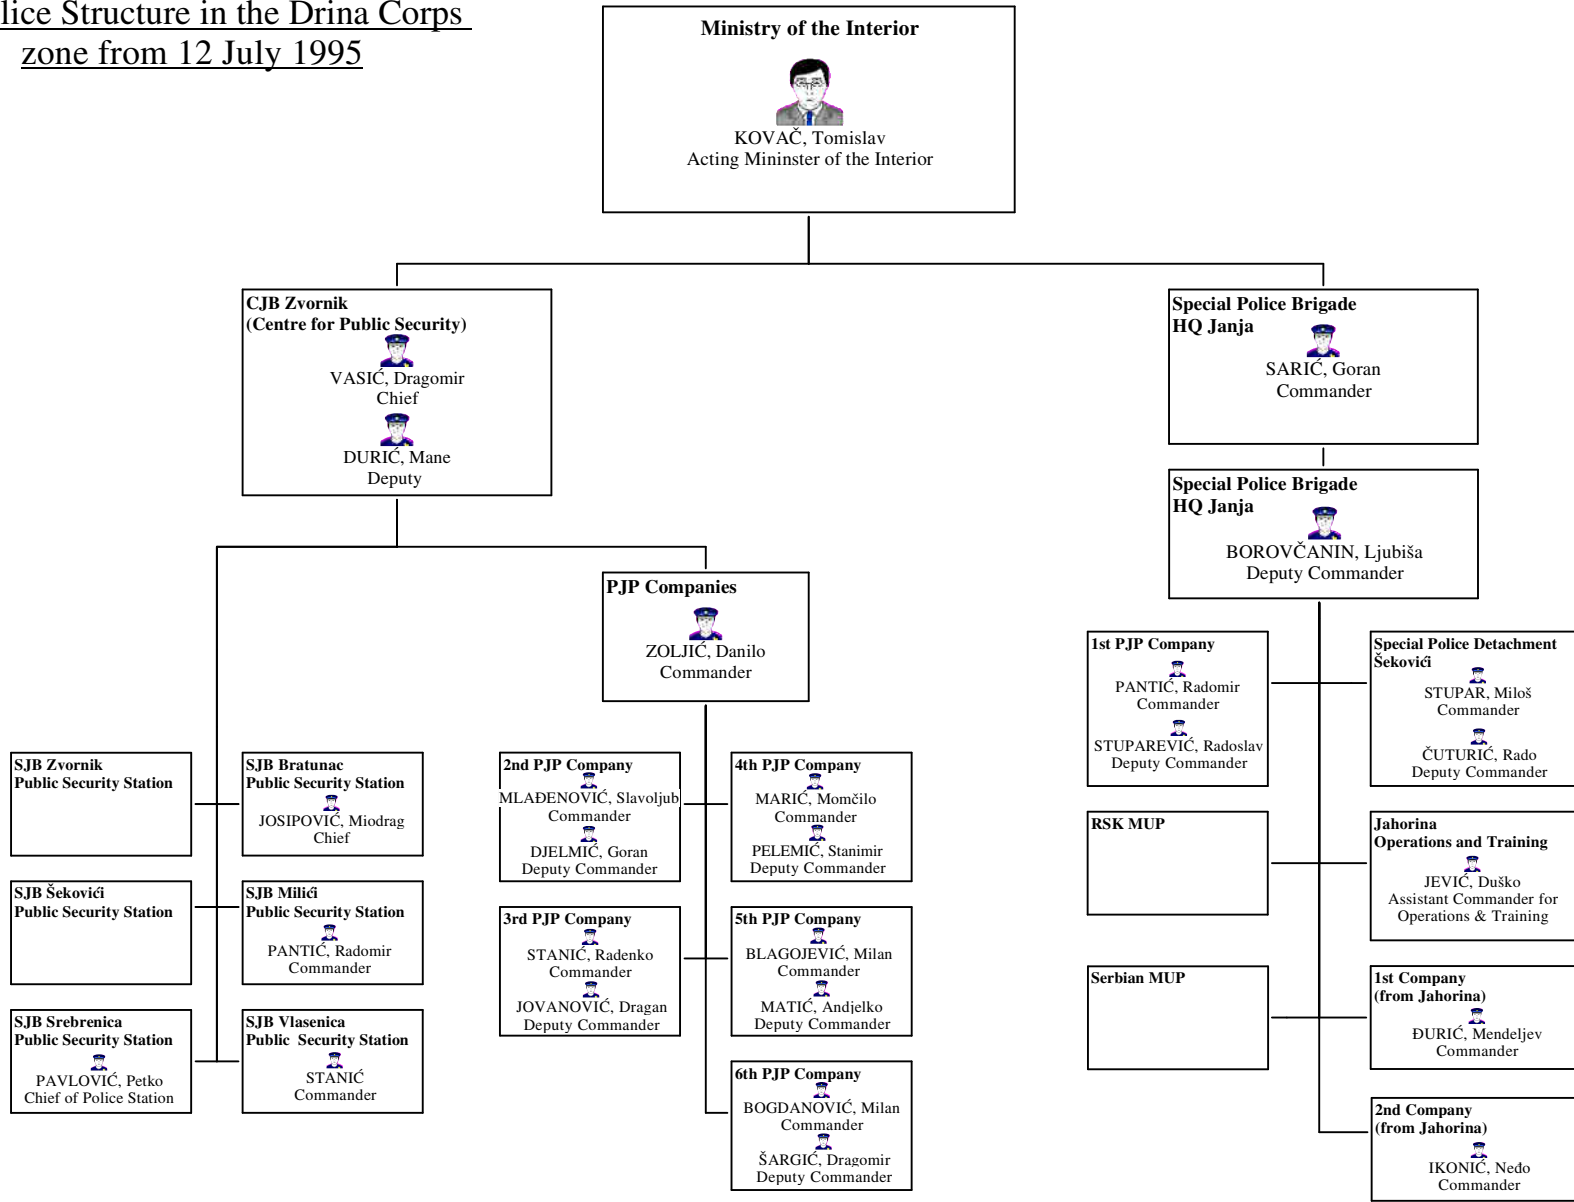 lice Structure in the Drina Corps
zone from 12 July 1995
Ministry of the Interior
KOVAČ, Tomislav
Acting Mininster of the Interior
CJB Zvornik
(Centre for Public Security)
VASIĆ, Dragomir
Chief
DURIĆ, Mane
Deputy
Special Police Brigade
HQ Janja
SARIĆ, Goran
Commander
Special Police Brigade
HQ Janja
BOROVČANIN, Ljubiša
Deputy Commander
PJP Companies
ZOLJIĆ, Danilo
Commander
SJB Zvornik
Public Security Station
SJB Bratunac
Public Security Station
JOSIPOVIĆ, Miodrag
Chief
SJB Šekovići
Public Security Station
SJB Milići
Public Security Station
PANTIĆ, Radomir
Commander
SJB Srebrenica
Public Security Station
PAVLOVIĆ, Petko
Chief of Police Station
SJB Vlasenica
Public Security Station
STANIĆ
Commander
2nd PJP Company
MLAĐENOVIĆ, Slavoljub
Commander
DJELMIĆ, Goran
Deputy Commander
4th PJP Company
MARIĆ, Momčilo
Commander
PELEMIĆ, Stanimir
Deputy Commander
3rd PJP Company
STANIĆ, Radenko
Commander
JOVANOVIĆ, Dragan
Deputy Commander
5th PJP Company
BLAGOJEVIĆ, Milan
Commander
MATIĆ, Andjelko
Deputy Commander
6th PJP Company
BOGDANOVIĆ, Milan
Commander
ŠARGIĆ, Dragomir
Deputy Commander
1st PJP Company
PANTIĆ, Radomir
Commander
STUPAREVIĆ, Radoslav
Deputy Commander
Special Police Detachment
Šekovići
STUPAR, Miloš
Commander
ČUTURIĆ, Rado
Deputy Commander
RSK MUP
Jahorina
Operations and Training
JEVIĆ, Duško
Assistant Commander for
Operations & Training
Serbian MUP
1st Company
(from Jahorina)
ĐURIĆ, Mendeljev
Commander
2nd Company
(from Jahorina)
IKONIĆ, Neđo
Commander